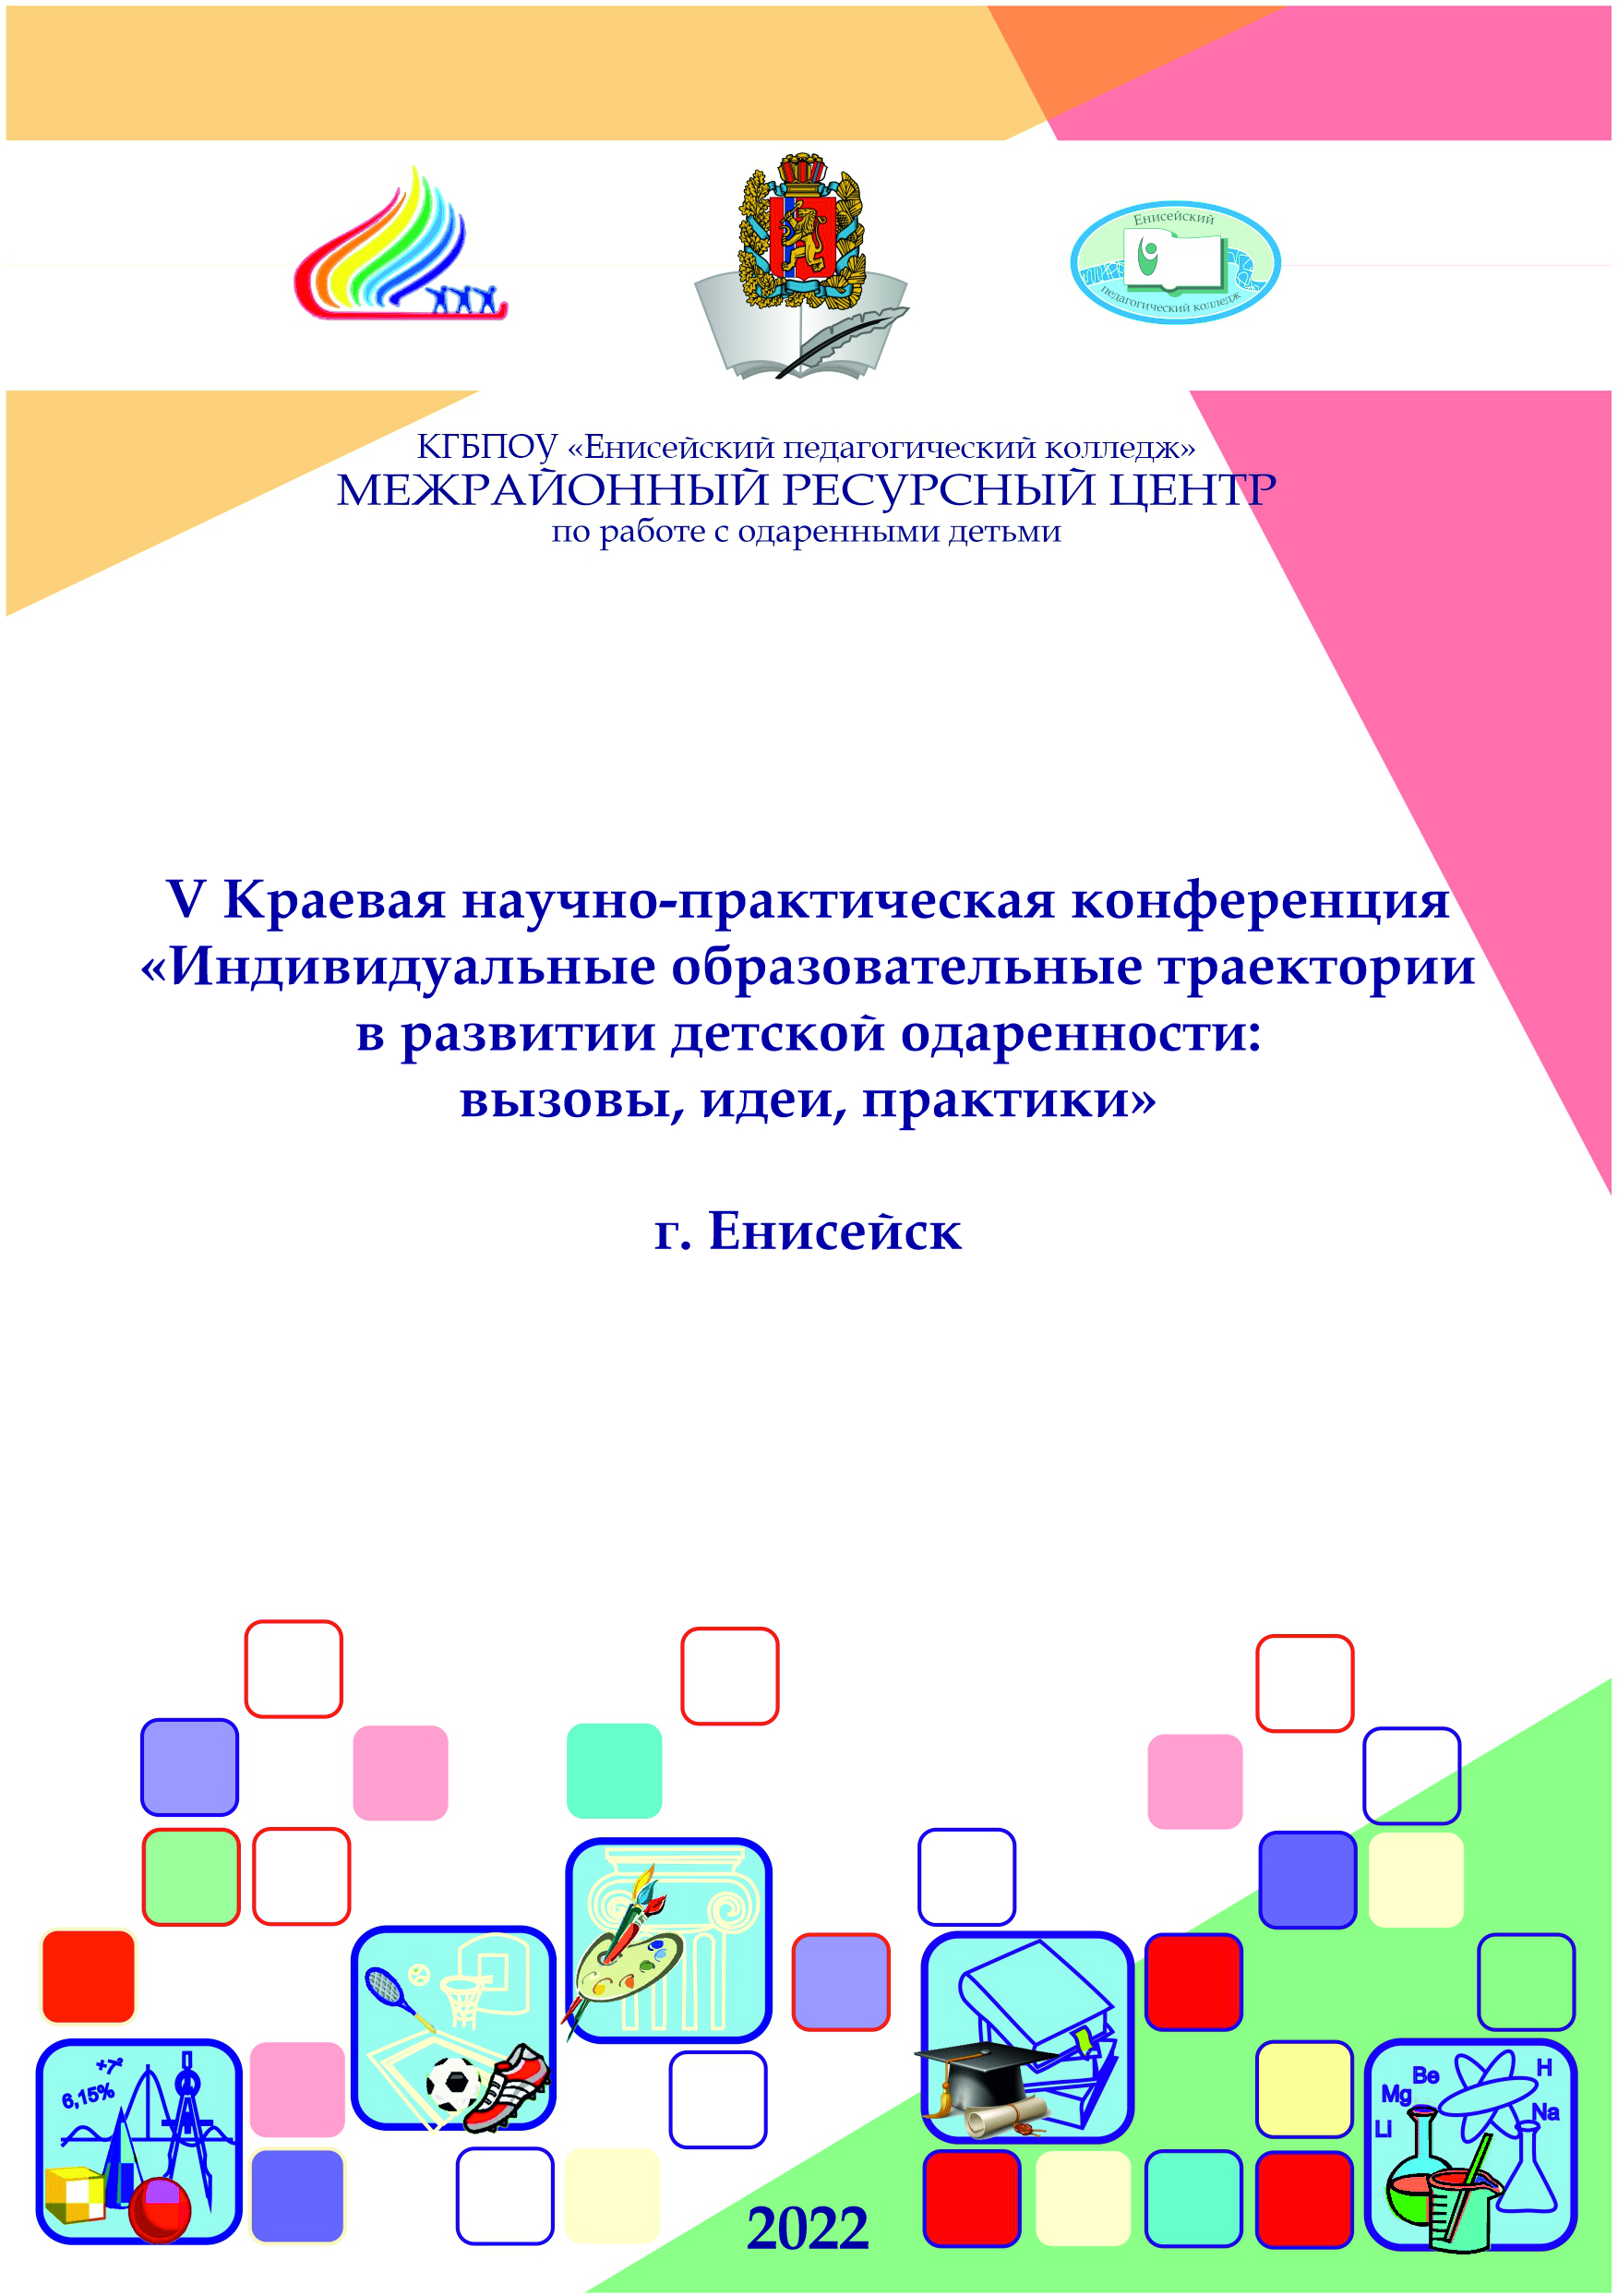 Енисейский
педагогический колледж
КГБПОУ «Енисейский педагогический колледж»
МЕЖРАЙОННЫЙ РЕСУРСНЫЙ ЦЕНТР
по работе с одаренными детьми
V Краевая научно-практическая конференция
«Индивидуальные образовательные траектории
в развитии детской одаренности:
вызовы, идеи, практики»
г. Енисейск
6,15%
Be
H
Mg
Na
Li
2022